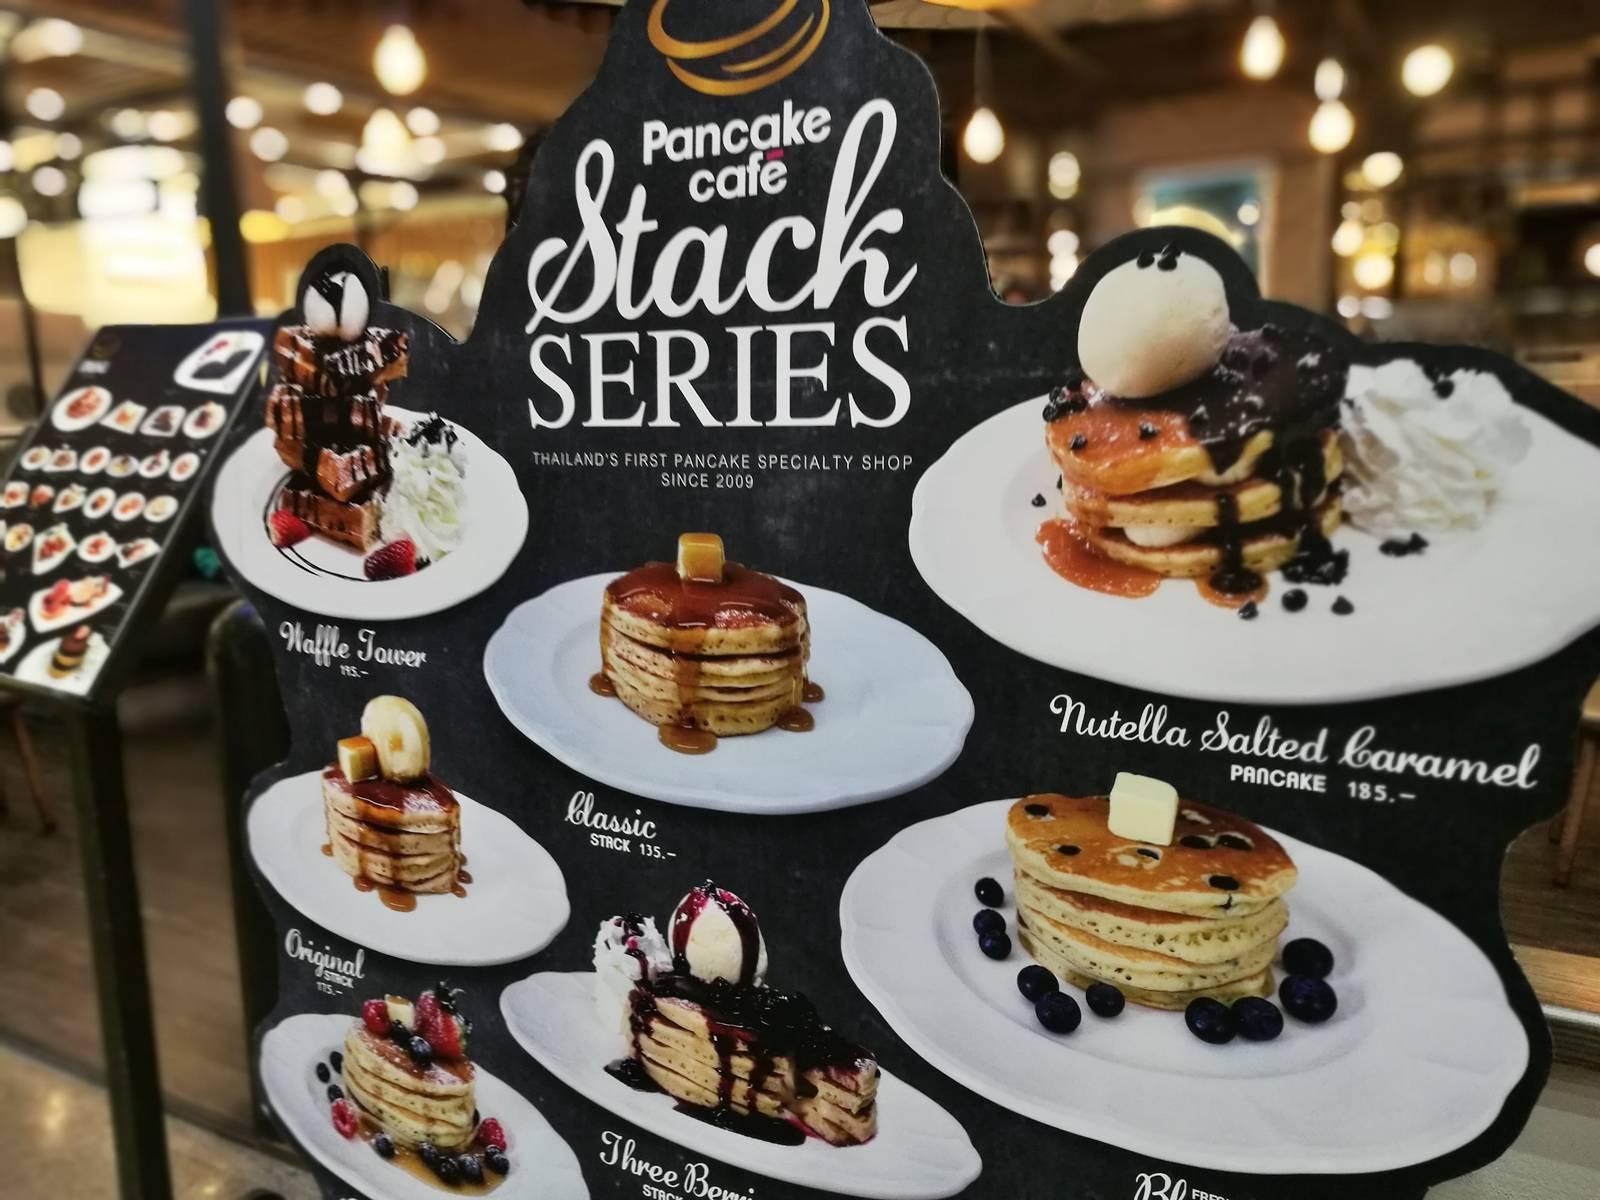 Pancake
café
Stack
SERIES
THAILAND'S FIRST PANCAKE SPECIALTY SHOP
SINCE 2009
Waffle Tower
195.-
Nutella Salted Caramel
PANCAKE 185.-
Classic
STACK 135.-
Original
STACK
175.-
Three Berri
STACK